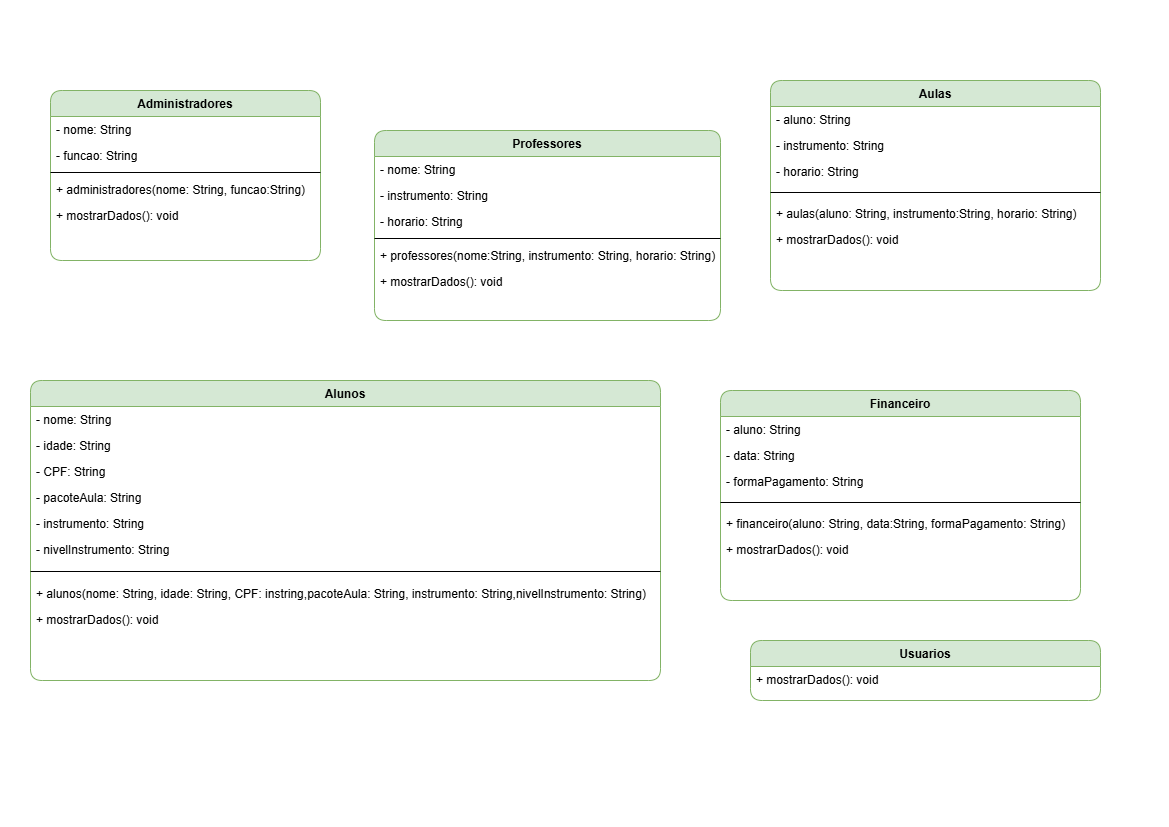 Administradores
- nome: String
- funcao: String
+ administradores(nome: String, funcao:String)
+ mostrarDados(): void
Professores
- nome: String
- instrumento: String
- horario: String
+ professores(nome:String, instrumento: String, horario: String)
+ mostrarDados(): void
Aulas
- aluno: String
- instrumento: String
- horario: String
+ aulas(aluno: String, instrumento:String, horario: String)
+ mostrarDados(): void
Alunos
- nome: String
- idade: String
- CPF: String
- pacoteAula: String
- instrumento: String
- nivelInstrumento: String
+ alunos(nome: String, idade: String, CPF: instring,pacoteAula: String, instrumento: String,nivelInstrumento: String)
+ mostrarDados(): void
Financeiro
- aluno: String
- data: String
- formaPagamento: String
+ financeiro(aluno: String, data:String, formaPagamento: String)
+ mostrarDados(): void
Usuarios
+ mostrarDados(): void